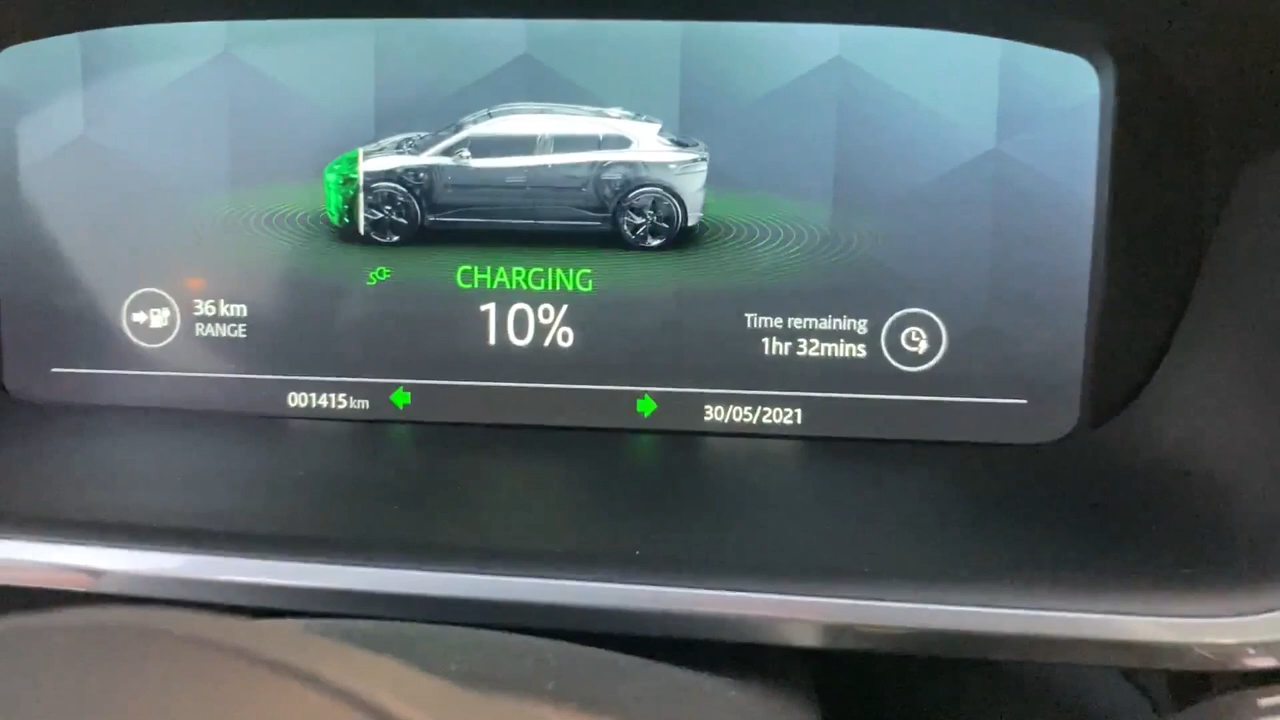 CHARGING
10%
36 km
RANGE
Time remaining
1hr 32mins
001415 km
30/05/2021